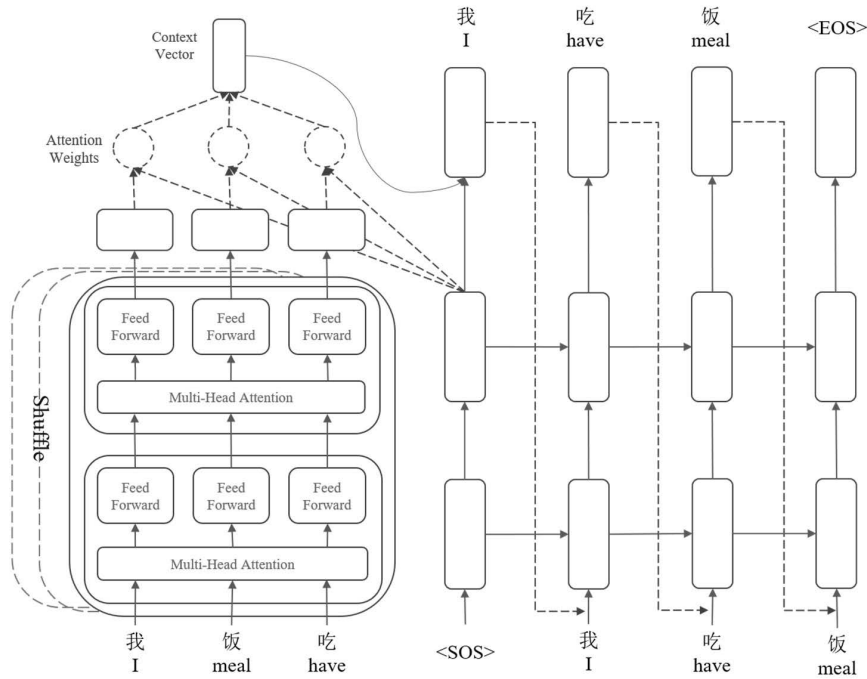 Context
Vector
Attention
Weights
Shuffle
Feed
Forward
Feed
Forward
Feed
Forward
Multi-Head Attention
Feed
Forward
Feed
Forward
Feed
Forward
Multi-Head Attention
我
I
饭
meal
吃
have
我
I
吃
have
饭
meal
<EOS>
<SOS>
我
I
吃
have
饭
meal